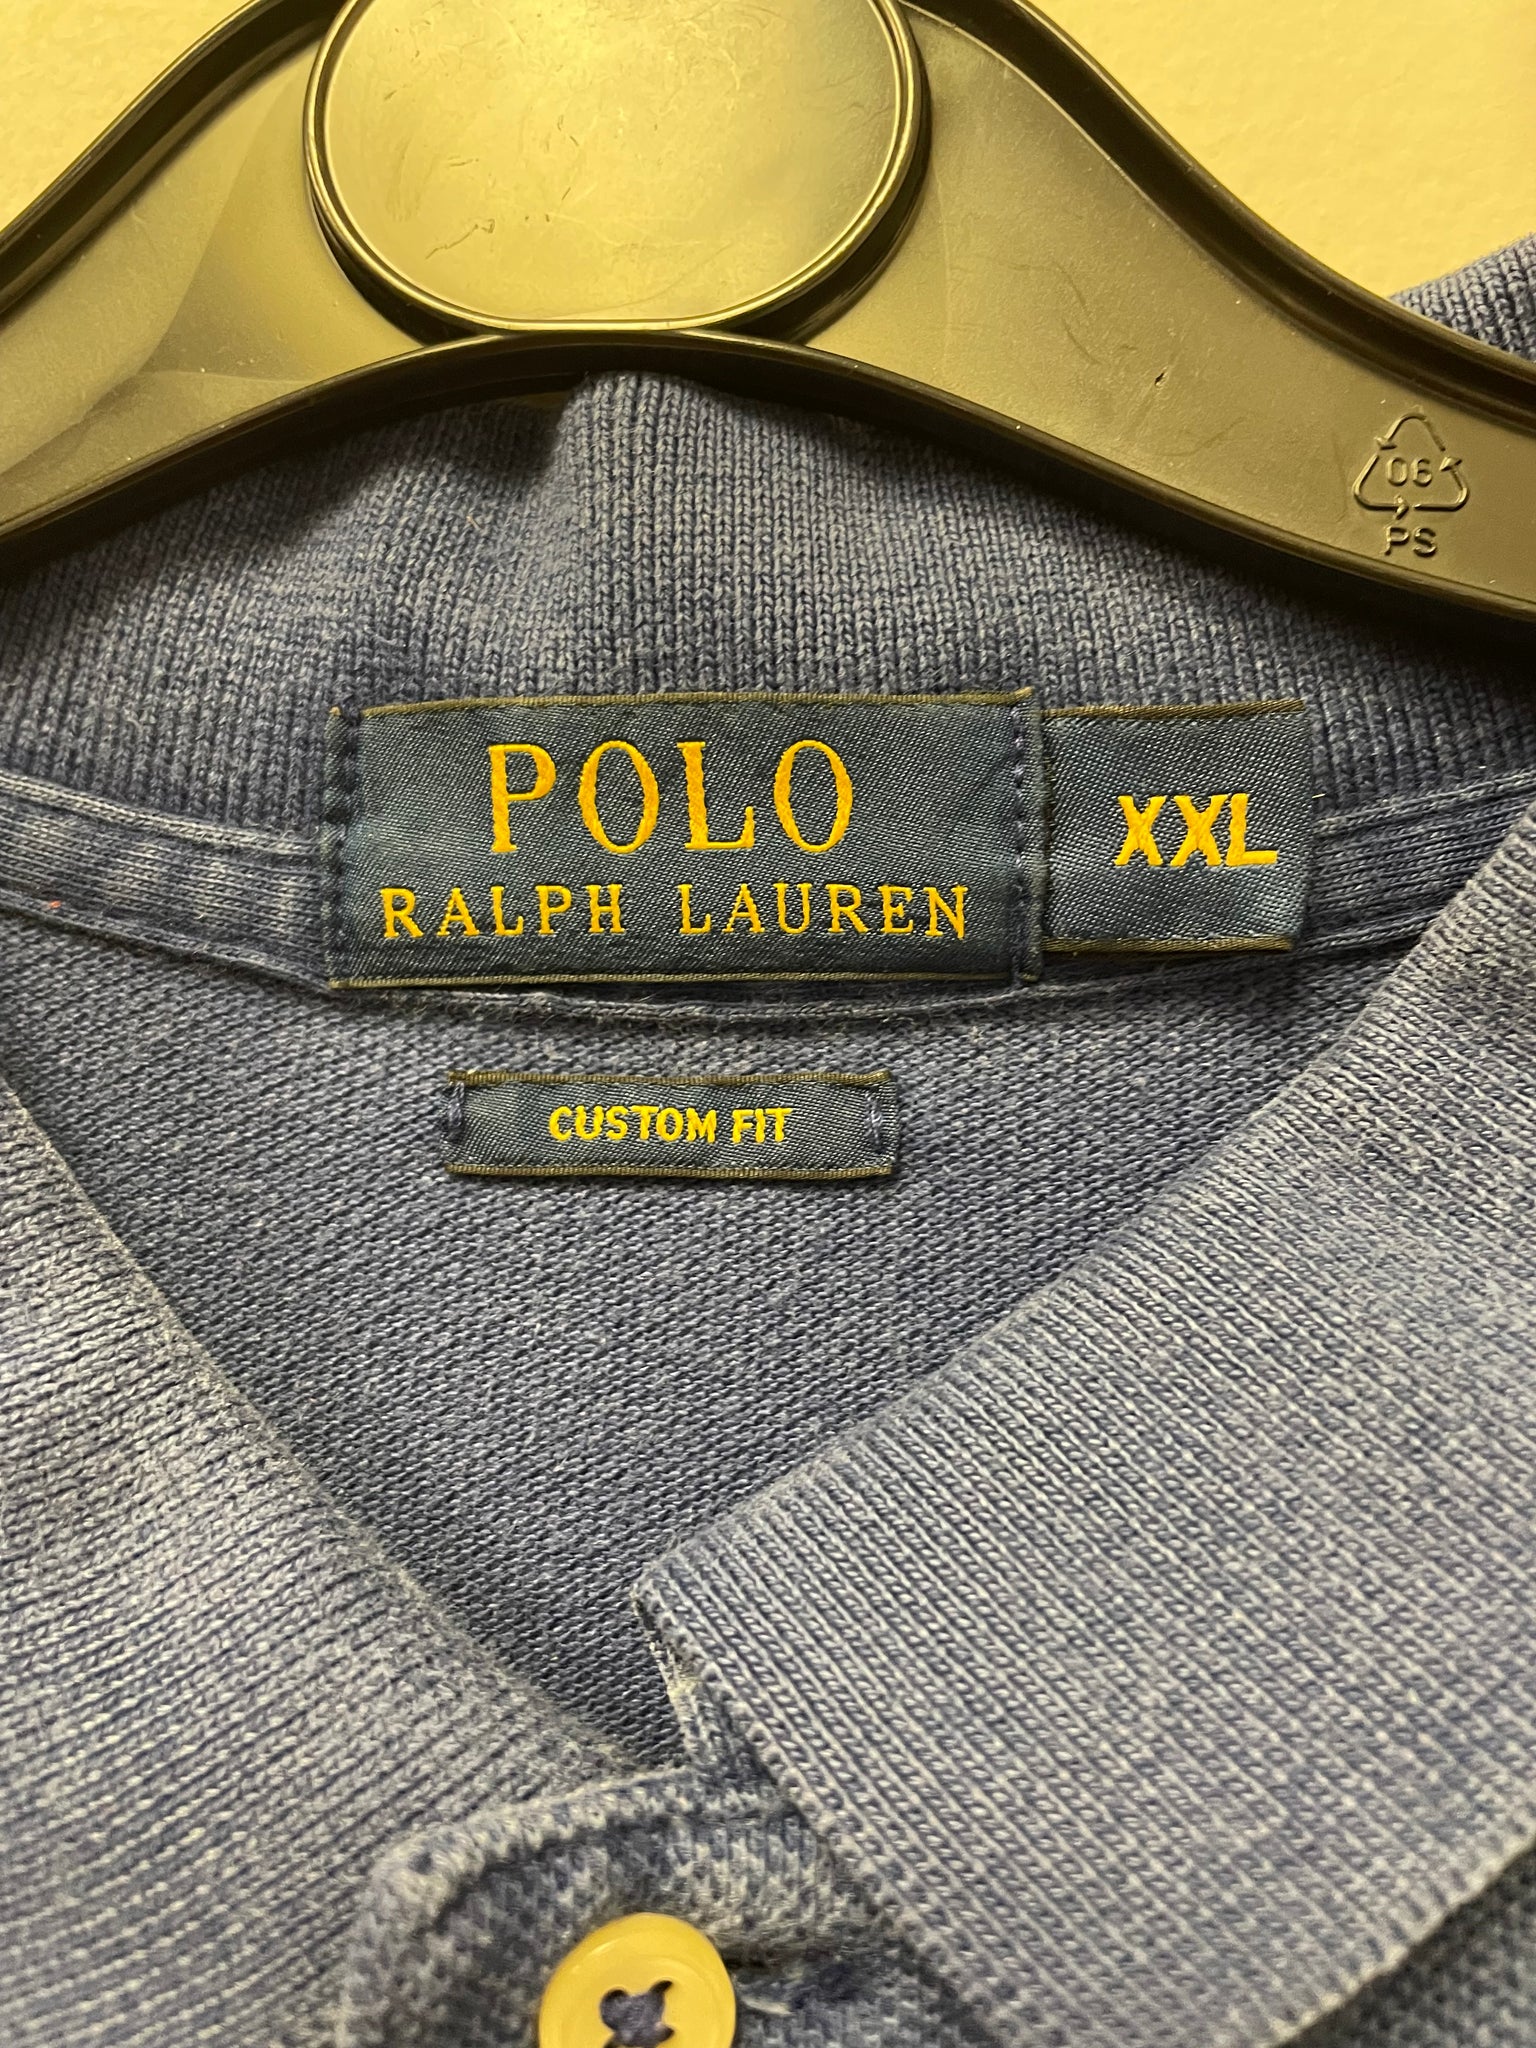 06
PS
POLO
RALPH LAUREN
XXL
CUSTOM FIT